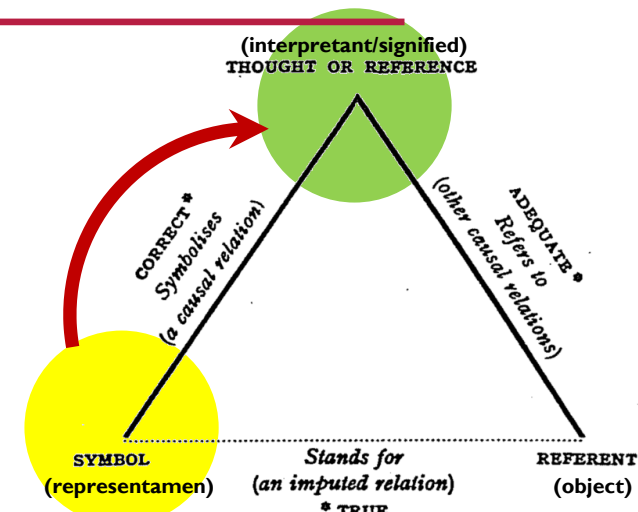 (interpretant/signified)
THOUGHT OR REFERENCE
CORRECT*
Symbolises
(a causal relation)
ADEQUATE*
Refers to
(other causal relations)
SYMBOL
(representamen)
Stands for
(an imputed relation)
* TRUE
REFERENT
(object)